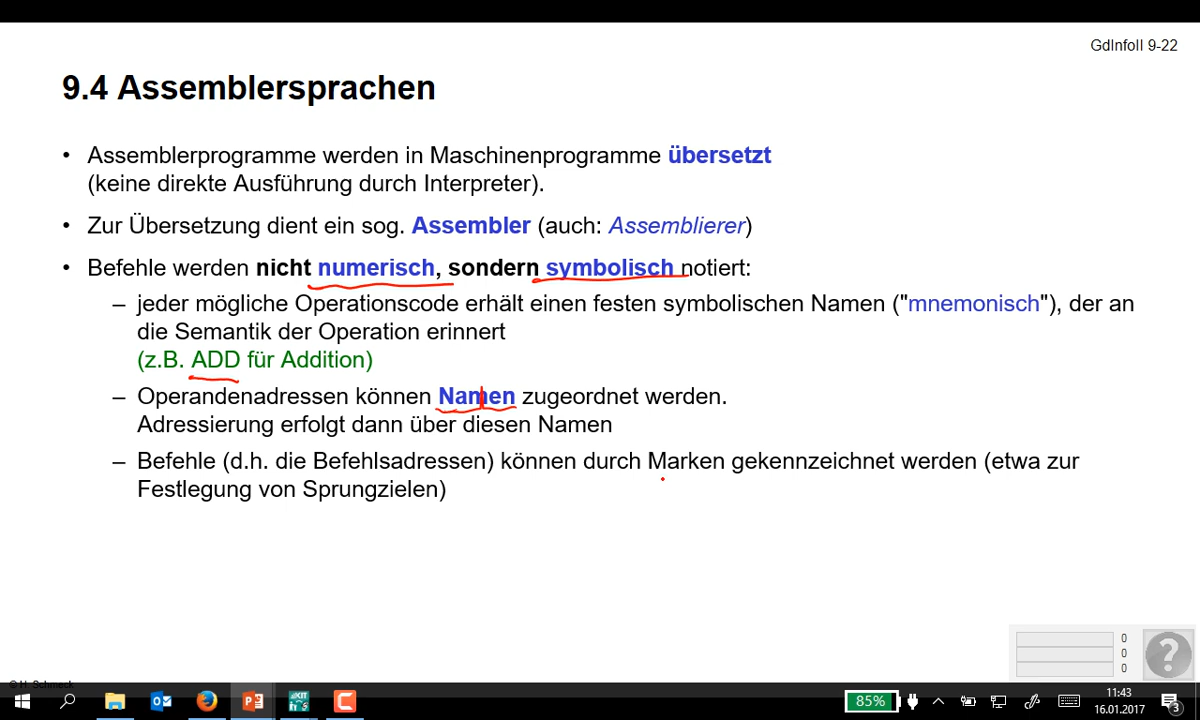 GdInfoII 9-22
9.4 Assemblersprachen
• Assemblerprogramme werden in Maschinenprogramme übersetzt
(keine direkte Ausführung durch Interpreter).
• Zur Übersetzung dient ein sog. Assembler (auch: Assemblierer)
• Befehle werden nicht numerisch, sondern symbolisch notiert:
– jeder mögliche Operationscode erhält einen festen symbolischen Namen ("mnemonisch"), der an
die Semantik der Operation erinnert
(z.B. ADD für Addition)
– Operandenadressen können Namen zugeordnet werden.
Adressierung erfolgt dann über diesen Namen
– Befehle (d.h. die Befehlsadressen) können durch Marken gekennzeichnet werden (etwa zur
Festlegung von Sprungzielen)
0
0
0
?
© H. Schmeck
85%
11:43
16.01.2017
3